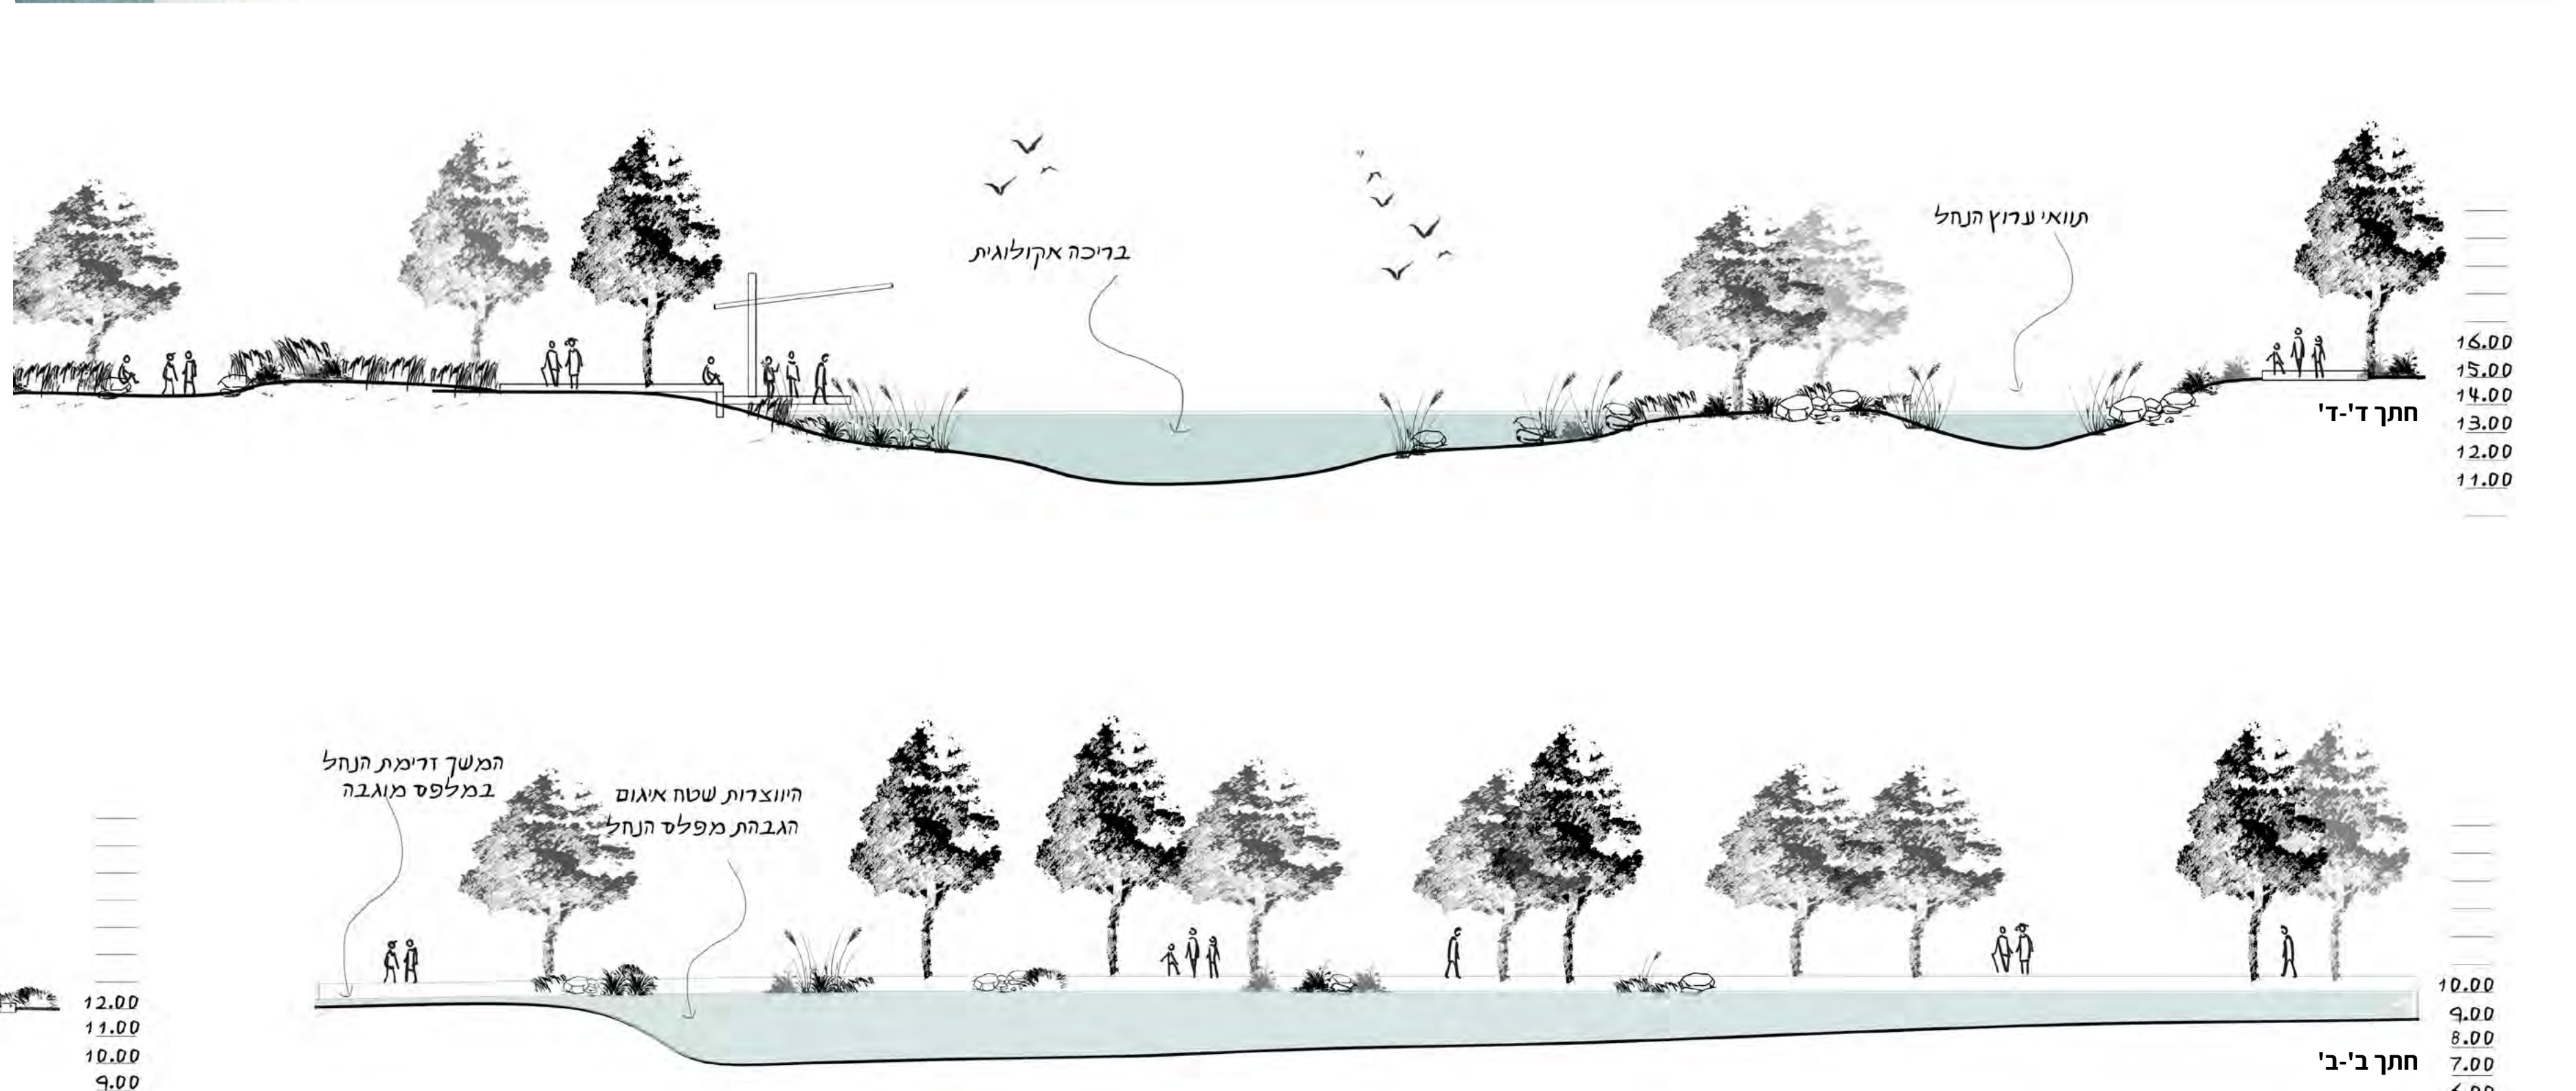 בריכה אקולוגית
תוואי ערוץ הנחל
16.00
15.00
14.00
13.00
12.00
11.00
חתך ד'-ד'
המשך זרימת הנחל
במלפס מוגבה
היווצרות שטח איגום
הגבהת מפלס הנחל
12.00
11.00
10.00
9.00
10.00
9.00
8.00
7.00
חתך ב'-ב'